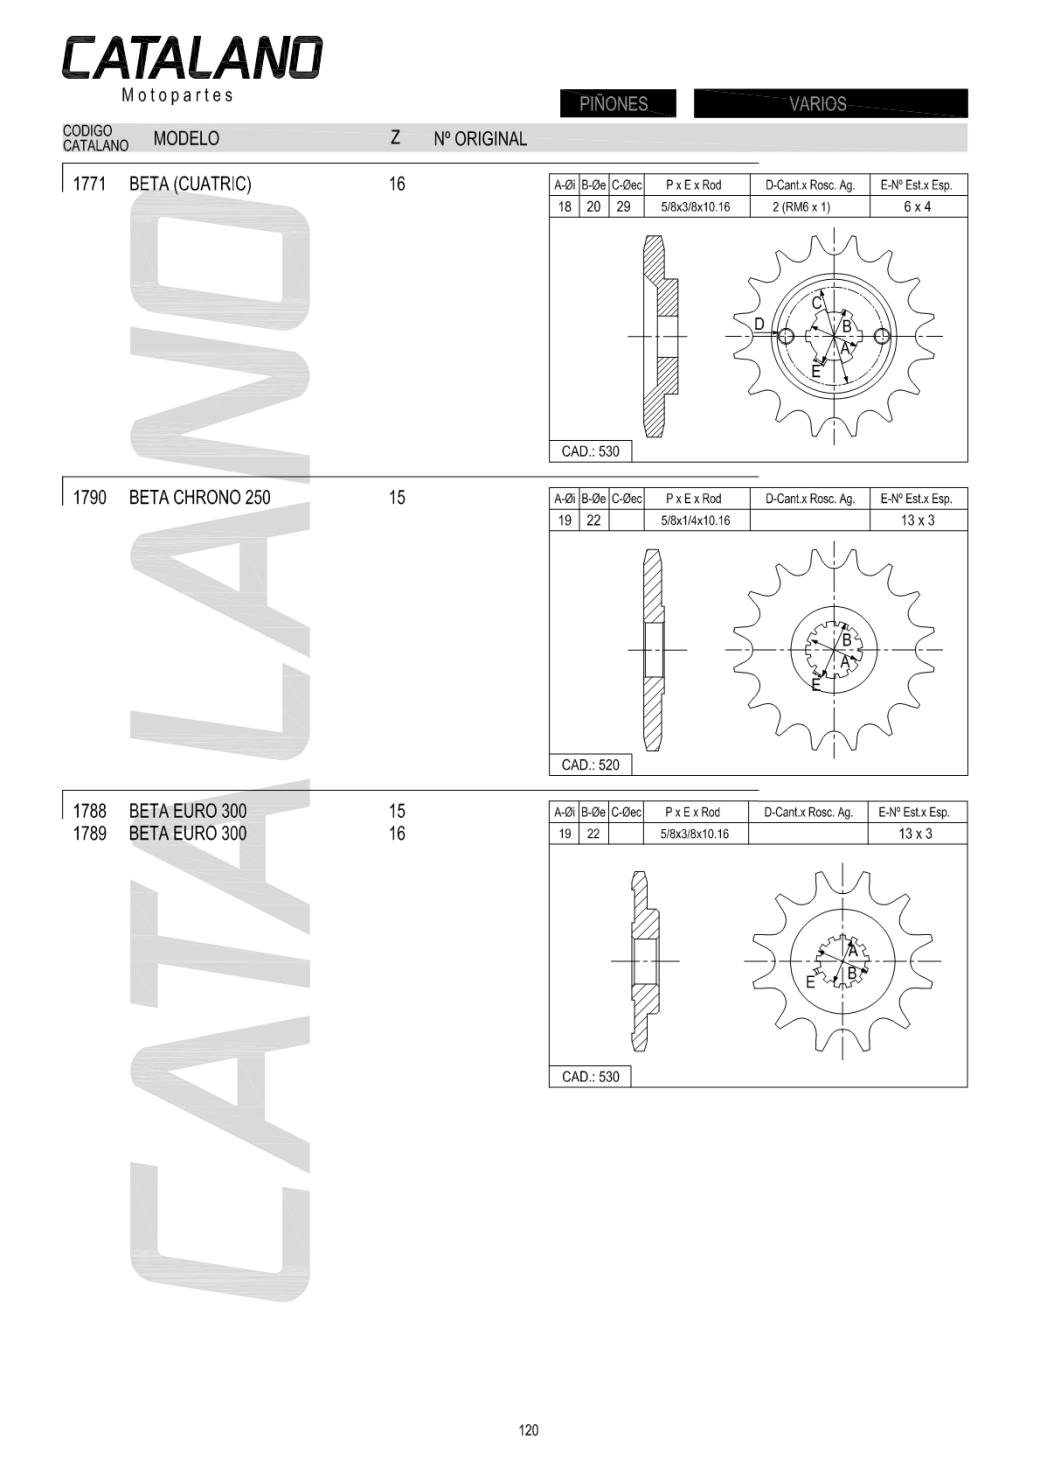 CATALANO
Motopartes
PIÑONES VARIOS
CODIGO CATALANO MODELO Z Nº ORIGINAL
1771 BETA (CUATRIC) 16
A-Øi B-Øe C-Øec P x E x Rod D-Cant.x Rosc. Ag. E-Nº Est.x Esp.
18 20 29 5/8x3/8x10.16 2 (RM6 x 1) 6 x 4
C
D
B
A
E
CAD.: 530
1790 BETA CHRONO 250 15
A-Øi B-Øe C-Øec P x E x Rod D-Cant.x Rosc. Ag. E-Nº Est.x Esp.
19 22 5/8x1/4x10.16 13 x 3
B
A
E
CAD.: 520
1788 BETA EURO 300 15
1789 BETA EURO 300 16
A-Øi B-Øe C-Øec P x E x Rod D-Cant.x Rosc. Ag. E-Nº Est.x Esp.
19 22 5/8x3/8x10.16 13 x 3
A
B
E
CAD.: 530
CATALANO
120